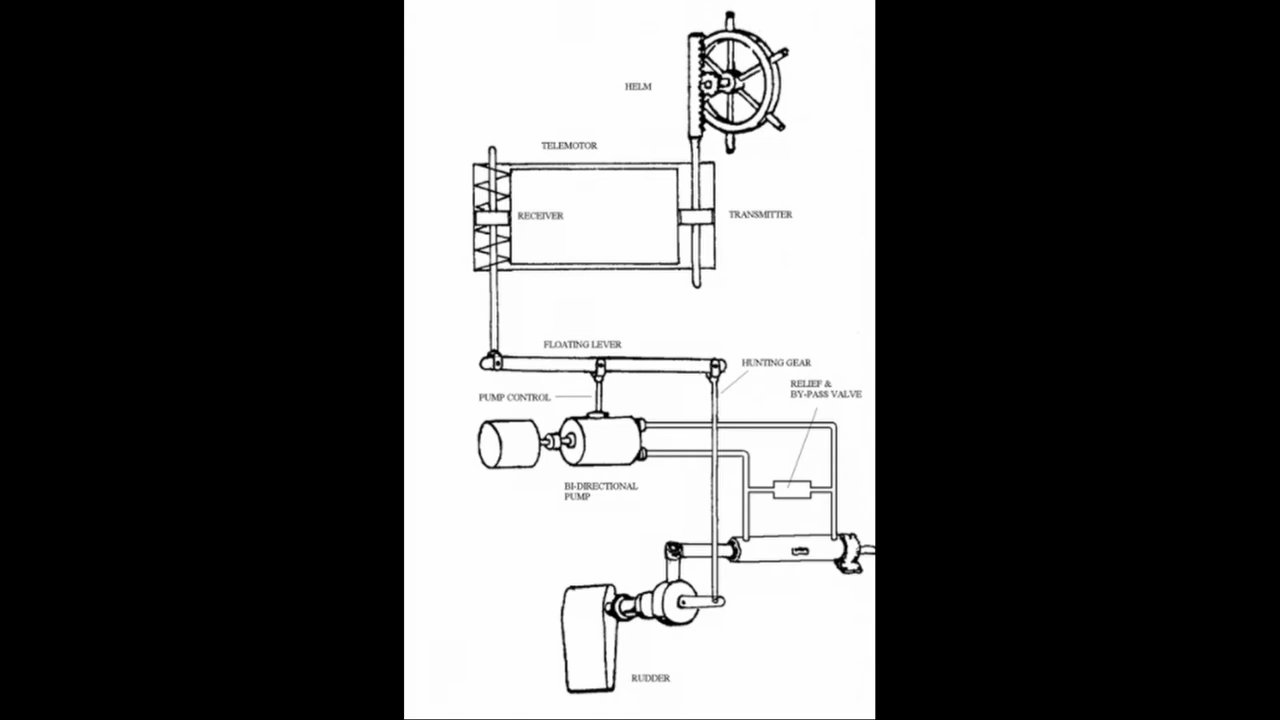 HELM
TELEMOTOR
RECEIVER
TRANSMITTER
FLOATING LEVER
HUNTING GEAR
RELIEF &
BY-PASS VALVE
PUMP CONTROL
BI-DIRECTIONAL
PUMP
RUDDER